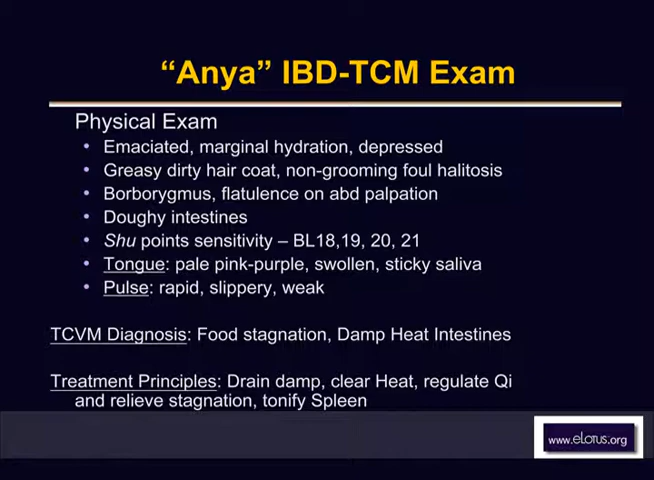 “Anya” IBD-TCM Exam
Physical Exam
• Emaciated, marginal hydration, depressed
• Greasy dirty hair coat, non-grooming foul halitosis
• Borborygmus, flatulence on abd palpation
• Doughy intestines
• Shu points sensitivity – BL18,19, 20, 21
• Tongue: pale pink-purple, swollen, sticky saliva
• Pulse: rapid, slippery, weak
TCVM Diagnosis: Food stagnation, Damp Heat Intestines
Treatment Principles: Drain damp, clear Heat, regulate Qi
and relieve stagnation, tonify Spleen
www.eLotus.org